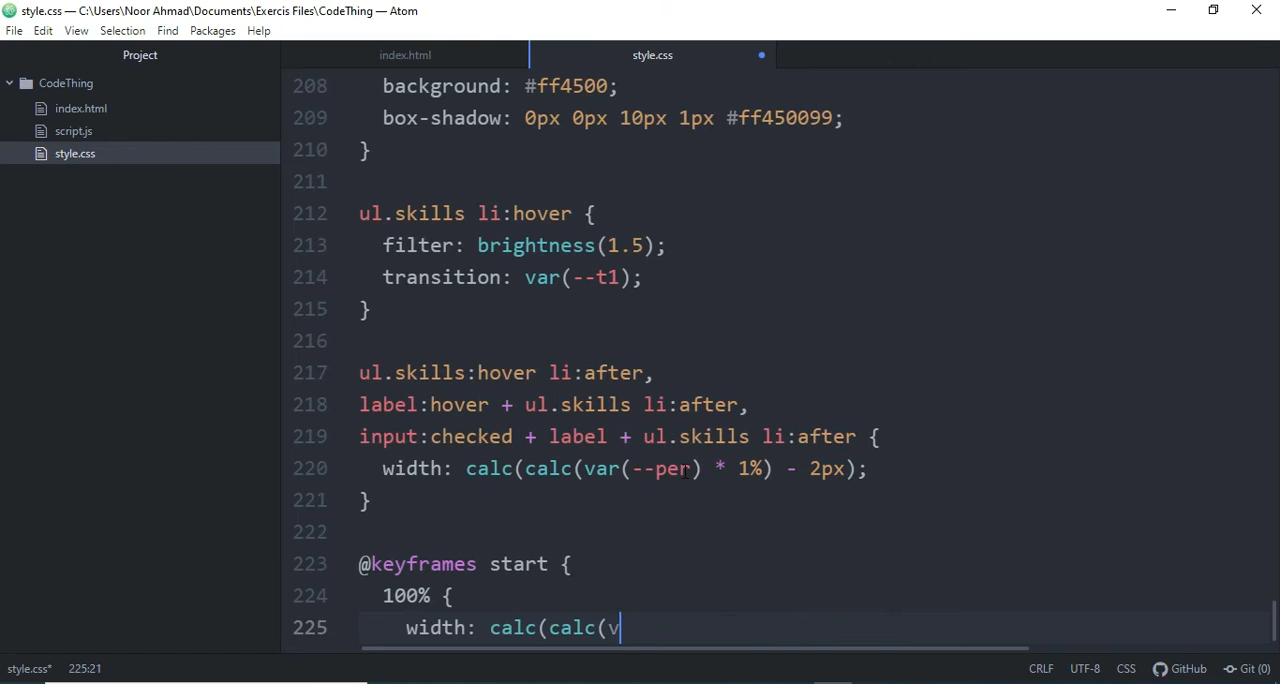 style.css — C:\Users\Noor Ahmad\Documents\Exercis Files\CodeThing — Atom
File Edit View Selection Find Packages Help
Project
index.html
style.css
CodeThing
index.html
script.js
style.css
208 background: #ff4500;
209 box-shadow: 0px 0px 10px 1px #ff450099;
210 }
211
212 ul.skills li:hover {
213 filter: brightness(1.5);
214 transition: var(--t1);
215 }
216
217 ul.skills:hover li:after,
218 label:hover + ul.skills li:after,
219 input:checked + label + ul.skills li:after {
220 width: calc(calc(var(--per) * 1%) - 2px);
221 }
222
223 @keyframes start {
224 100% {
225 width: calc(calc(v
style.css* 225:21 CRLF UTF-8 CSS GitHub Git (0)